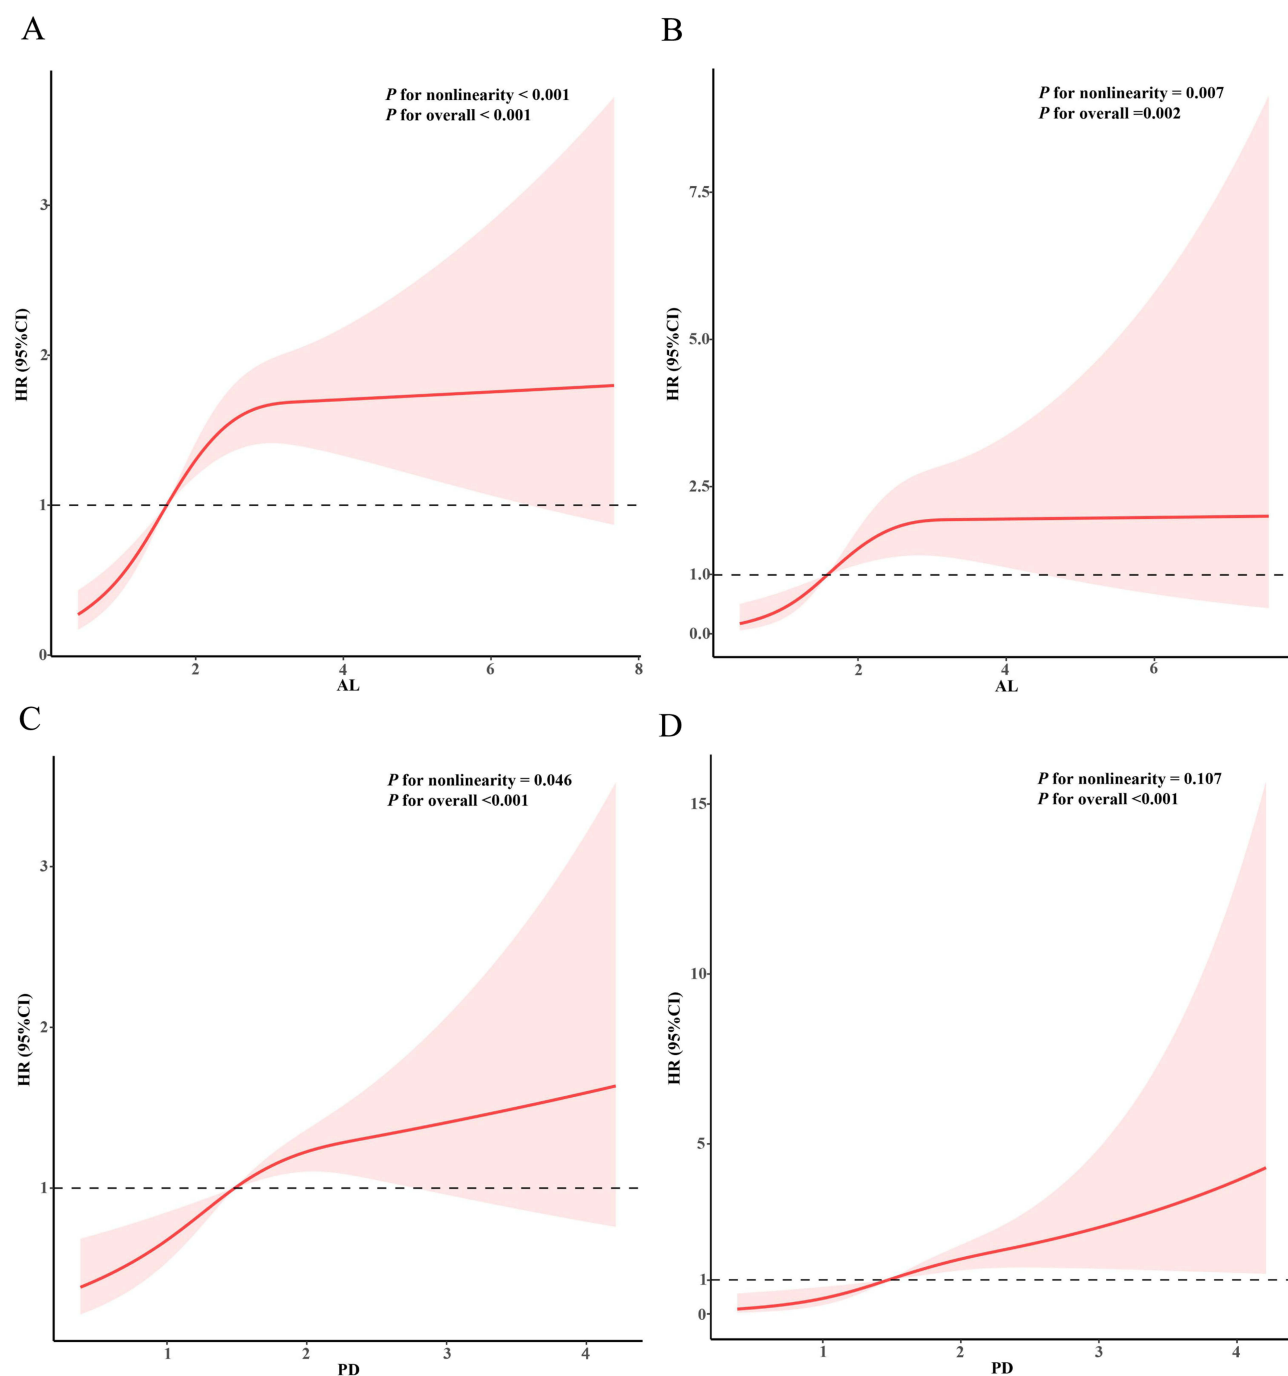 A
P for nonlinearity < 0.001
P for overall < 0.001
HR (95%CI)
3
2
1
0
2
4
6
8
AL
B
P for nonlinearity = 0.007
P for overall =0.002
HR (95%CI)
7.5
5.0
2.5
1.0
0.0
2
4
6
AL
C
P for nonlinearity = 0.046
P for overall <0.001
HR (95%CI)
3
2
1
1
2
3
4
PD
D
P for nonlinearity = 0.107
P for overall <0.001
HR (95%CI)
15
10
5
1
0
1
2
3
4
PD